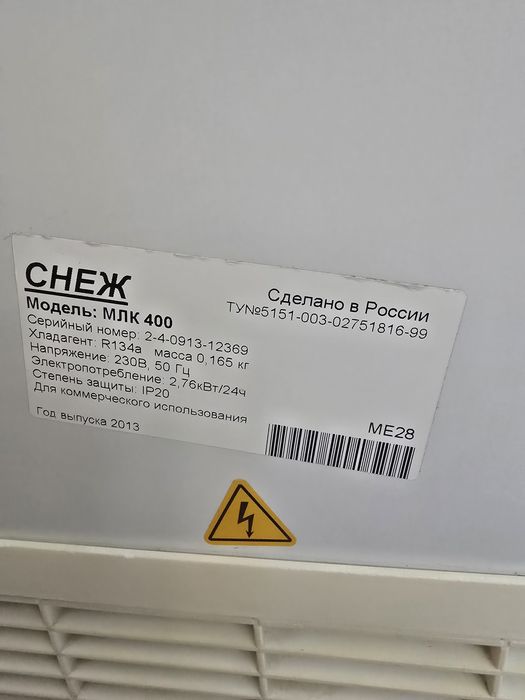 СНЕЖ
Модель: МЛК 400
Серийный номер: 2-4-0913-12369
Хладагент: R134a масса 0,165 кг
Напряжение: 230В, 50 Гц
Электропотребление: 2,76кВт/24ч
Степень защиты: IP20
Для коммерческого использования
Год выпуска 2013
Сделано в России
ТУ№5151-003-02751816-99
ME28